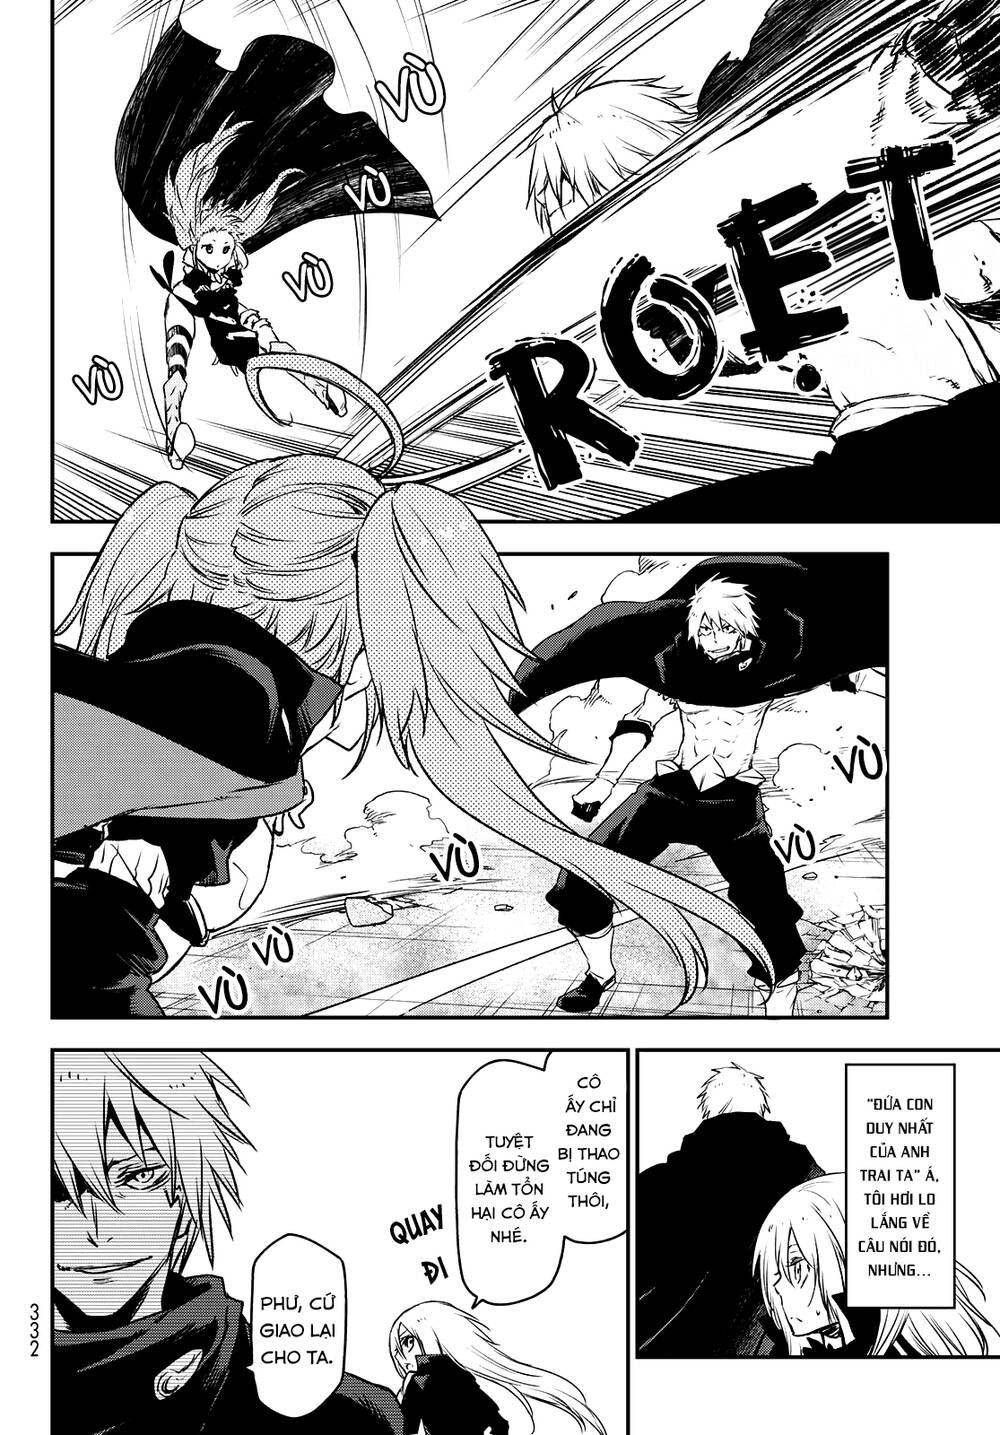 VÙ
VÙ
VÙ
VÙ
ROẸT
VÙ
VÙ
VÙ
VÙ
VÙ
"ĐỨA CON
DUY NHẤT
CỦA ANH
TRAI TA" Á,
TÔI HƠI LO
LẮNG VỀ
CÂU NÓI ĐÓ,
NHƯNG...
CÔ
ẤY CHỈ
ĐANG
BỊ THAO
TÚNG
THÔI,
TUYỆT
ĐỐI ĐỪNG
LÀM TỔN
HẠI CÔ ẤY
NHÉ.
QUAY
ĐI
PHƯ, CỨ
GIAO LẠI
CHO TA.
332